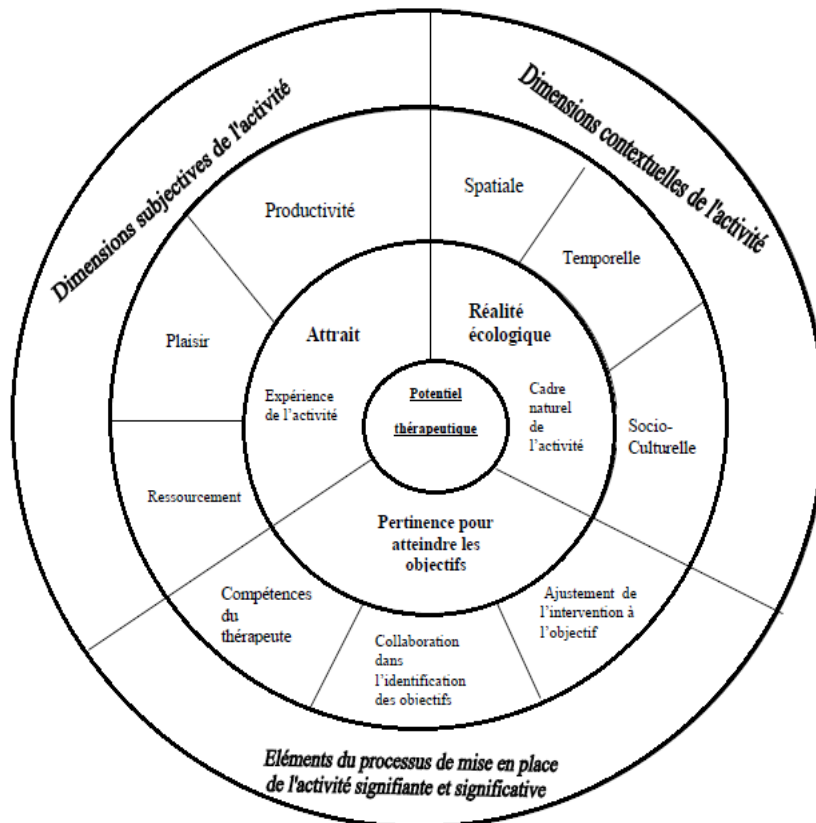 Dimensions subjectives de l'activité
Dimensions contextuelles de l'activité
Productivité
Spatiale
Temporelle
Plaisir
Attrait
Réalité
écologique
Expérience
de l’activité
Potentiel
thérapeutique
Cadre
naturel
de
l’activité
Socio-
Culturelle
Ressourcement
Pertinence pour
atteindre les
objectifs
Compétences
du
thérapeute
Collaboration
dans
l’identification
des objectifs
Ajustement de
l’intervention à
l’objectif
Eléments du processus de mise en place
de l'activité signifiante et significative